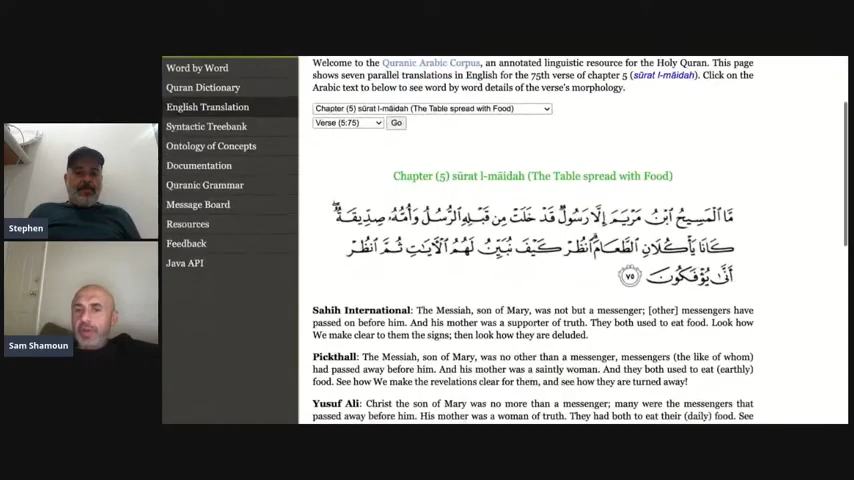 Word by Word
Quran Dictionary
English Translation
Syntactic Treebank
Ontology of Concepts
Documentation
Quranic Grammar
Message Board
Resources
Feedback
Java API
Stephen
Sam Shamoun
Welcome to the Quranic Arabic Corpus, an annotated linguistic resource for the Holy Quran. This page
shows seven parallel translations in English for the 75th verse of chapter 5 (sūrat l-māidah). Click on the
Arabic text to below to see word by word details of the verse's morphology.
Chapter (5) sūrat l-māidah (The Table spread with Food)
Verse (5:75) Go
Chapter (5) sūrat l-māidah (The Table spread with Food)
مَّا الْمَسِيحُ ابْنُ مَرْيَمَ إِلَّا رَسُولٌ قَدْ خَلَتْ مِن قَبْلِهِ الرُّسُلُ وَأُمُّهُ صِدِّيقَةٌ ۖ
كَانَا يَأْكُلَانِ الطَّعَامَ ۗ انظُرْ كَيْفَ نُبَيِّنُ لَهُمُ الْآيَاتِ ثُمَّ انظُرْ
أَنَّىٰ يُؤْفَكُونَ ﴿٧٥﴾
Sahih International: The Messiah, son of Mary, was not but a messenger; [other] messengers have
passed on before him. And his mother was a supporter of truth. They both used to eat food. Look how
We make clear to them the signs; then look how they are deluded.
Pickthall: The Messiah, son of Mary, was no other than a messenger, messengers (the like of whom)
had passed away before him. And his mother was a saintly woman. And they both used to eat (earthly)
food. See how We make the revelations clear for them, and see how they are turned away!
Yusuf Ali: Christ the son of Mary was no more than a messenger; many were the messengers that
passed away before him. His mother was a woman of truth. They had both to eat their (daily) food. See